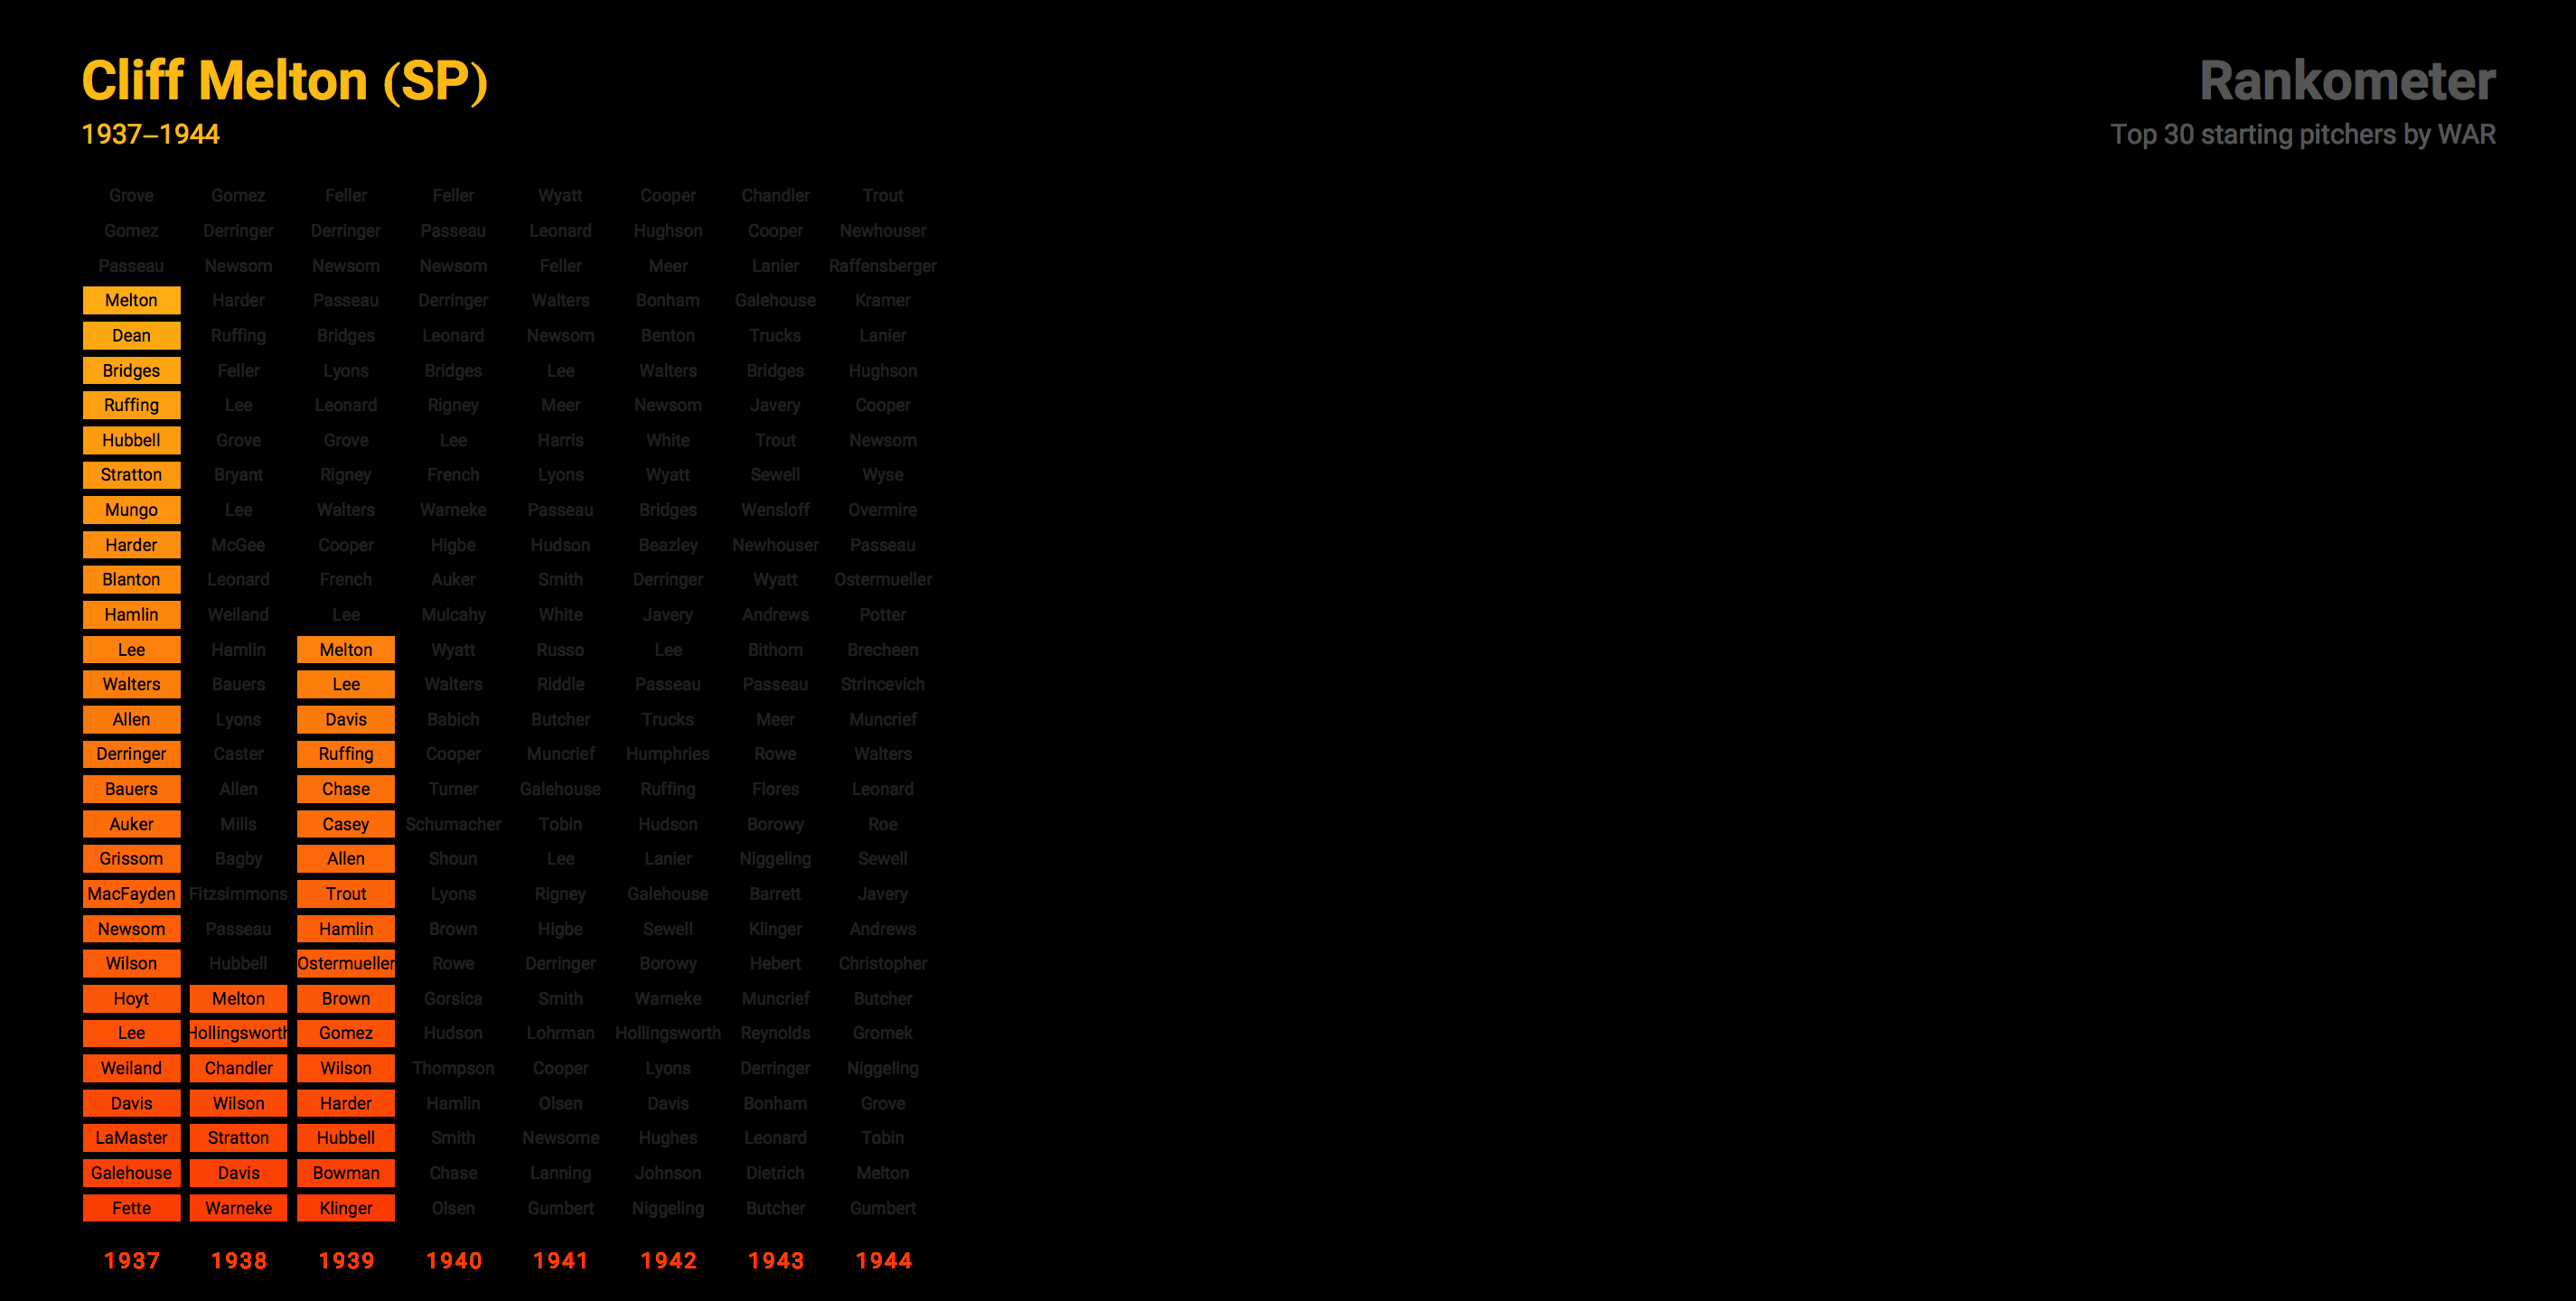 Cliff Melton (SP)
1937–1944
Rankometer
Top 30 starting pitchers by WAR
Grove Gomez Feller Feller Wyatt Cooper Chandler Trout
Gomez Derringer Derringer Passeau Leonard Hughson Cooper Newhouser
Passeau Newsom Newsom Newsom Feller Meer Lanier Raffensberger
Melton Harder Passeau Derringer Walters Bonham Galehouse Kramer
Dean Ruffing Bridges Leonard Newsom Benton Trucks Lanier
Bridges Feller Lyons Bridges Lee Walters Bridges Hughson
Ruffing Lee Leonard Rigney Meer Newsom Javery Cooper
Hubbell Grove Grove Lee Harris White Trout Newsom
Stratton Bryant Rigney French Lyons Wyatt Sewell Wyse
Mungo Lee Walters Warneke Passeau Bridges Wensloff Overmire
Harder McGee Cooper Higbe Hudson Beazley Newhouser Passeau
Blanton Leonard French Auker Smith Derringer Wyatt Ostermueller
Hamlin Weiland Lee Mulcahy White Javery Andrews Potter
Lee Hamlin Melton Wyatt Russo Lee Bithorn Brecheen
Walters Bauers Lee Walters Riddle Passeau Passeau Strincevich
Allen Lyons Davis Babich Butcher Trucks Meer Muncrief
Derringer Caster Ruffing Cooper Muncrief Humphries Rowe Walters
Bauers Allen Chase Turner Galehouse Ruffing Flores Leonard
Auker Mills Casey Schumacher Tobin Hudson Borowy Roe
Grissom Bagby Allen Shoun Lee Lanier Niggeling Sewell
MacFayden Fitzsimmons Trout Lyons Rigney Galehouse Barrett Javery
Newsom Passeau Hamlin Brown Higbe Sewell Klinger Andrews
Wilson Hubbell Ostermueller Rowe Derringer Borowy Hebert Christopher
Hoyt Melton Brown Gorsica Smith Warneke Muncrief Butcher
Lee Hollingsworth Gomez Hudson Lohrman Hollingsworth Reynolds Gromek
Weiland Chandler Wilson Thompson Cooper Lyons Derringer Niggeling
Davis Wilson Harder Hamlin Olsen Davis Bonham Grove
LaMaster Stratton Hubbell Smith Newsome Hughes Leonard Tobin
Galehouse Davis Bowman Chase Lanning Johnson Dietrich Melton
Fette Warneke Klinger Olsen Gumbert Niggeling Butcher Gumbert
1937 1938 1939 1940 1941 1942 1943 1944